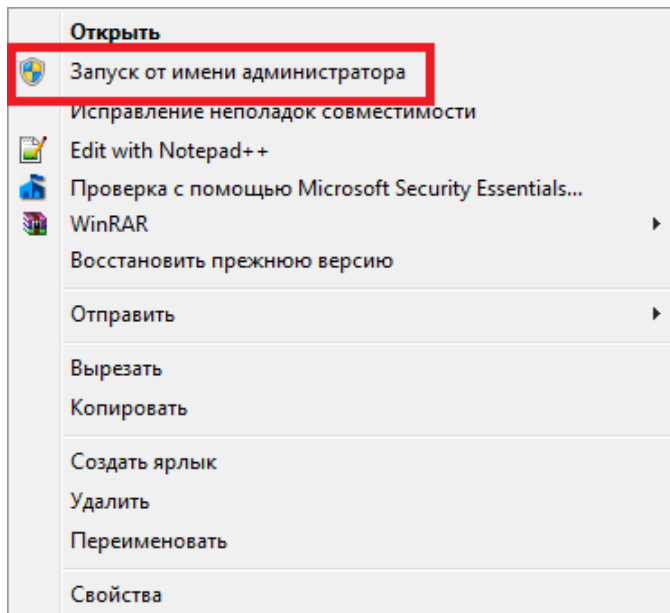 Открыть
Запуск от имени администратора
Исправление неполадок совместимости
Edit with Notepad++
Проверка с помощью Microsoft Security Essentials...
WinRAR
Восстановить прежнюю версию
Отправить
Вырезать
Копировать
Создать ярлык
Удалить
Переименовать
Свойства